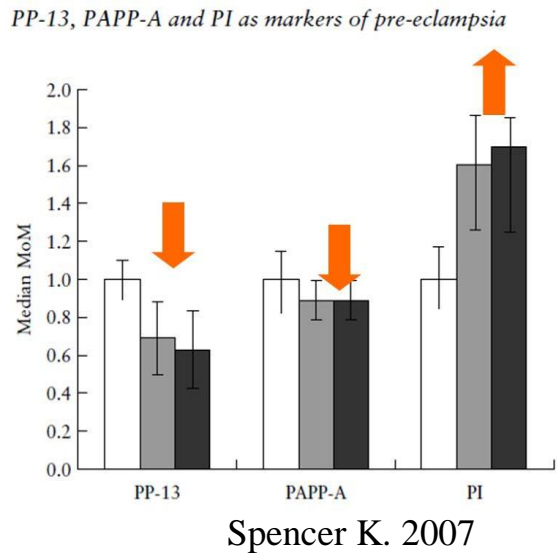 PP-13, PAPP-A and PI as markers of pre-eclampsia
Median MoM
2.0
1.8
1.6
1.4
1.2
1.0
0.8
0.6
0.4
0.2
0.0
PP-13 PAPP-A PI
Spencer K. 2007